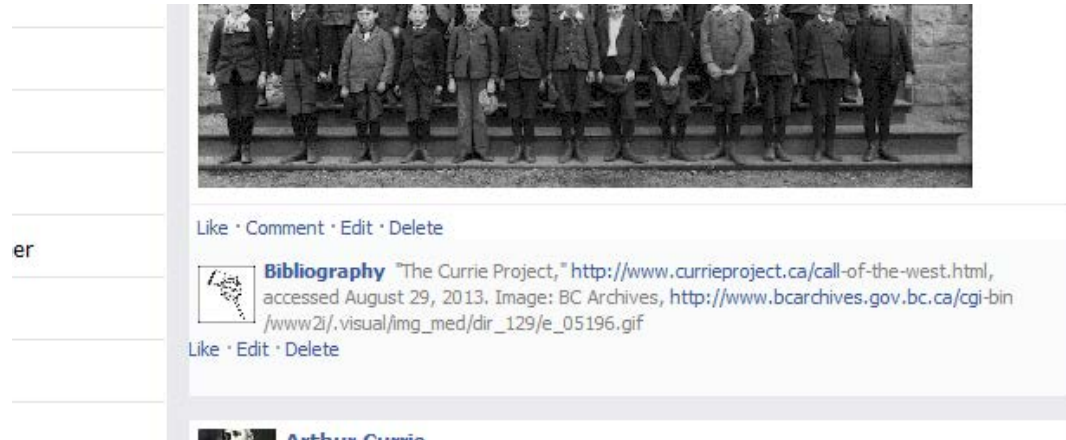 Like · Comment · Edit · Delete
er
Bibliography "The Currie Project," http://www.currieproject.ca/call-of-the-west.html,
accessed August 29, 2013. Image: BC Archives, http://www.bcarchives.gov.bc.ca/cgi-bin
/www2i/.visual/img_med/dir_129/e_05196.gif
Like · Edit · Delete
Arthur Currie